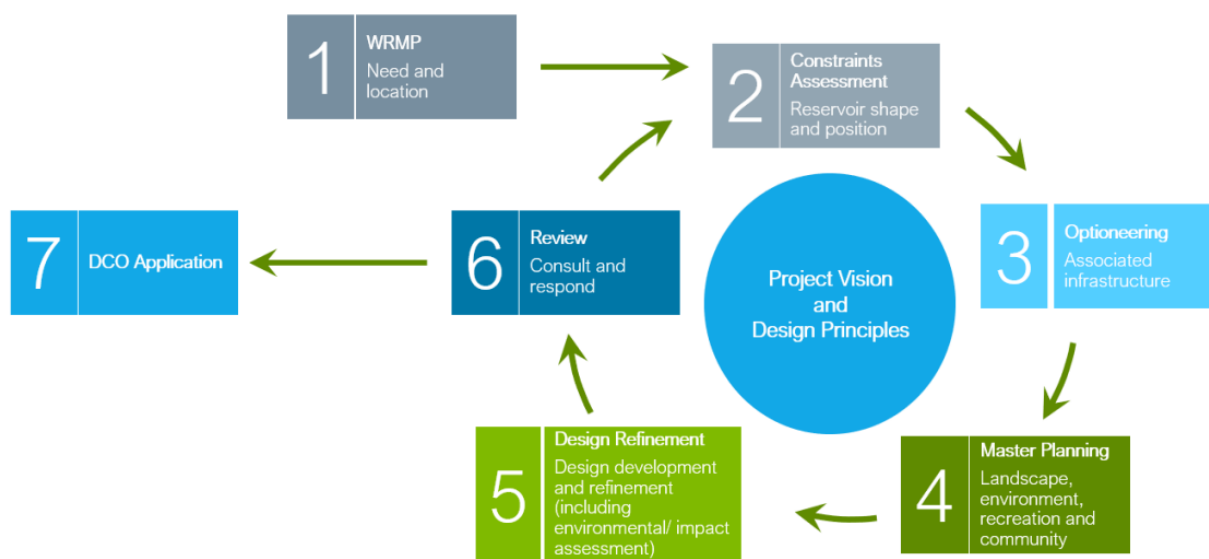 1
WRMP
Need and
location
2
Constraints
Assessment
Reservoir shape
and position
3
Optioneering
Associated
infrastructure
4
Master Planning
Landscape,
environment,
recreation and
community
5
Design Refinement
Design development
and refinement
(including
environmental/ impact
assessment)
6
Review
Consult and
respond
7
DCO Application
Project Vision
and
Design Principles